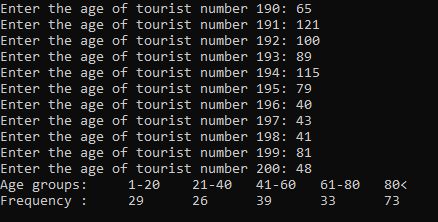 Enter the age of tourist number 190: 65
Enter the age of tourist number 191: 121
Enter the age of tourist number 192: 100
Enter the age of tourist number 193: 89
Enter the age of tourist number 194: 115
Enter the age of tourist number 195: 79
Enter the age of tourist number 196: 40
Enter the age of tourist number 197: 43
Enter the age of tourist number 198: 41
Enter the age of tourist number 199: 81
Enter the age of tourist number 200: 48
Age groups: 1-20 21-40 41-60 61-80 80<
Frequency : 29 26 39 33 73